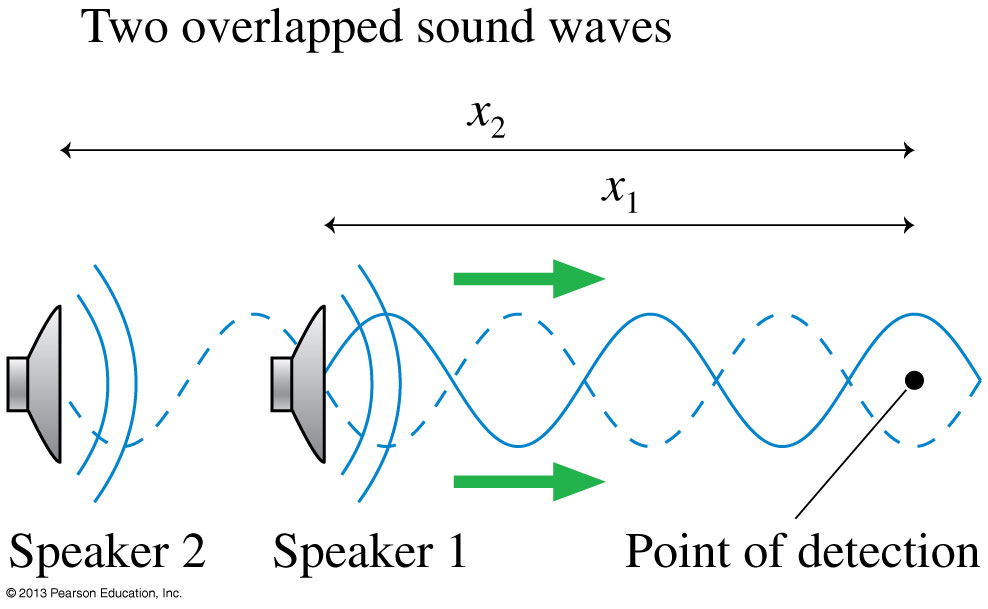 Two overlapped sound waves
x₂
x₁
Speaker 2
Speaker 1
Point of detection
© 2013 Pearson Education, Inc.